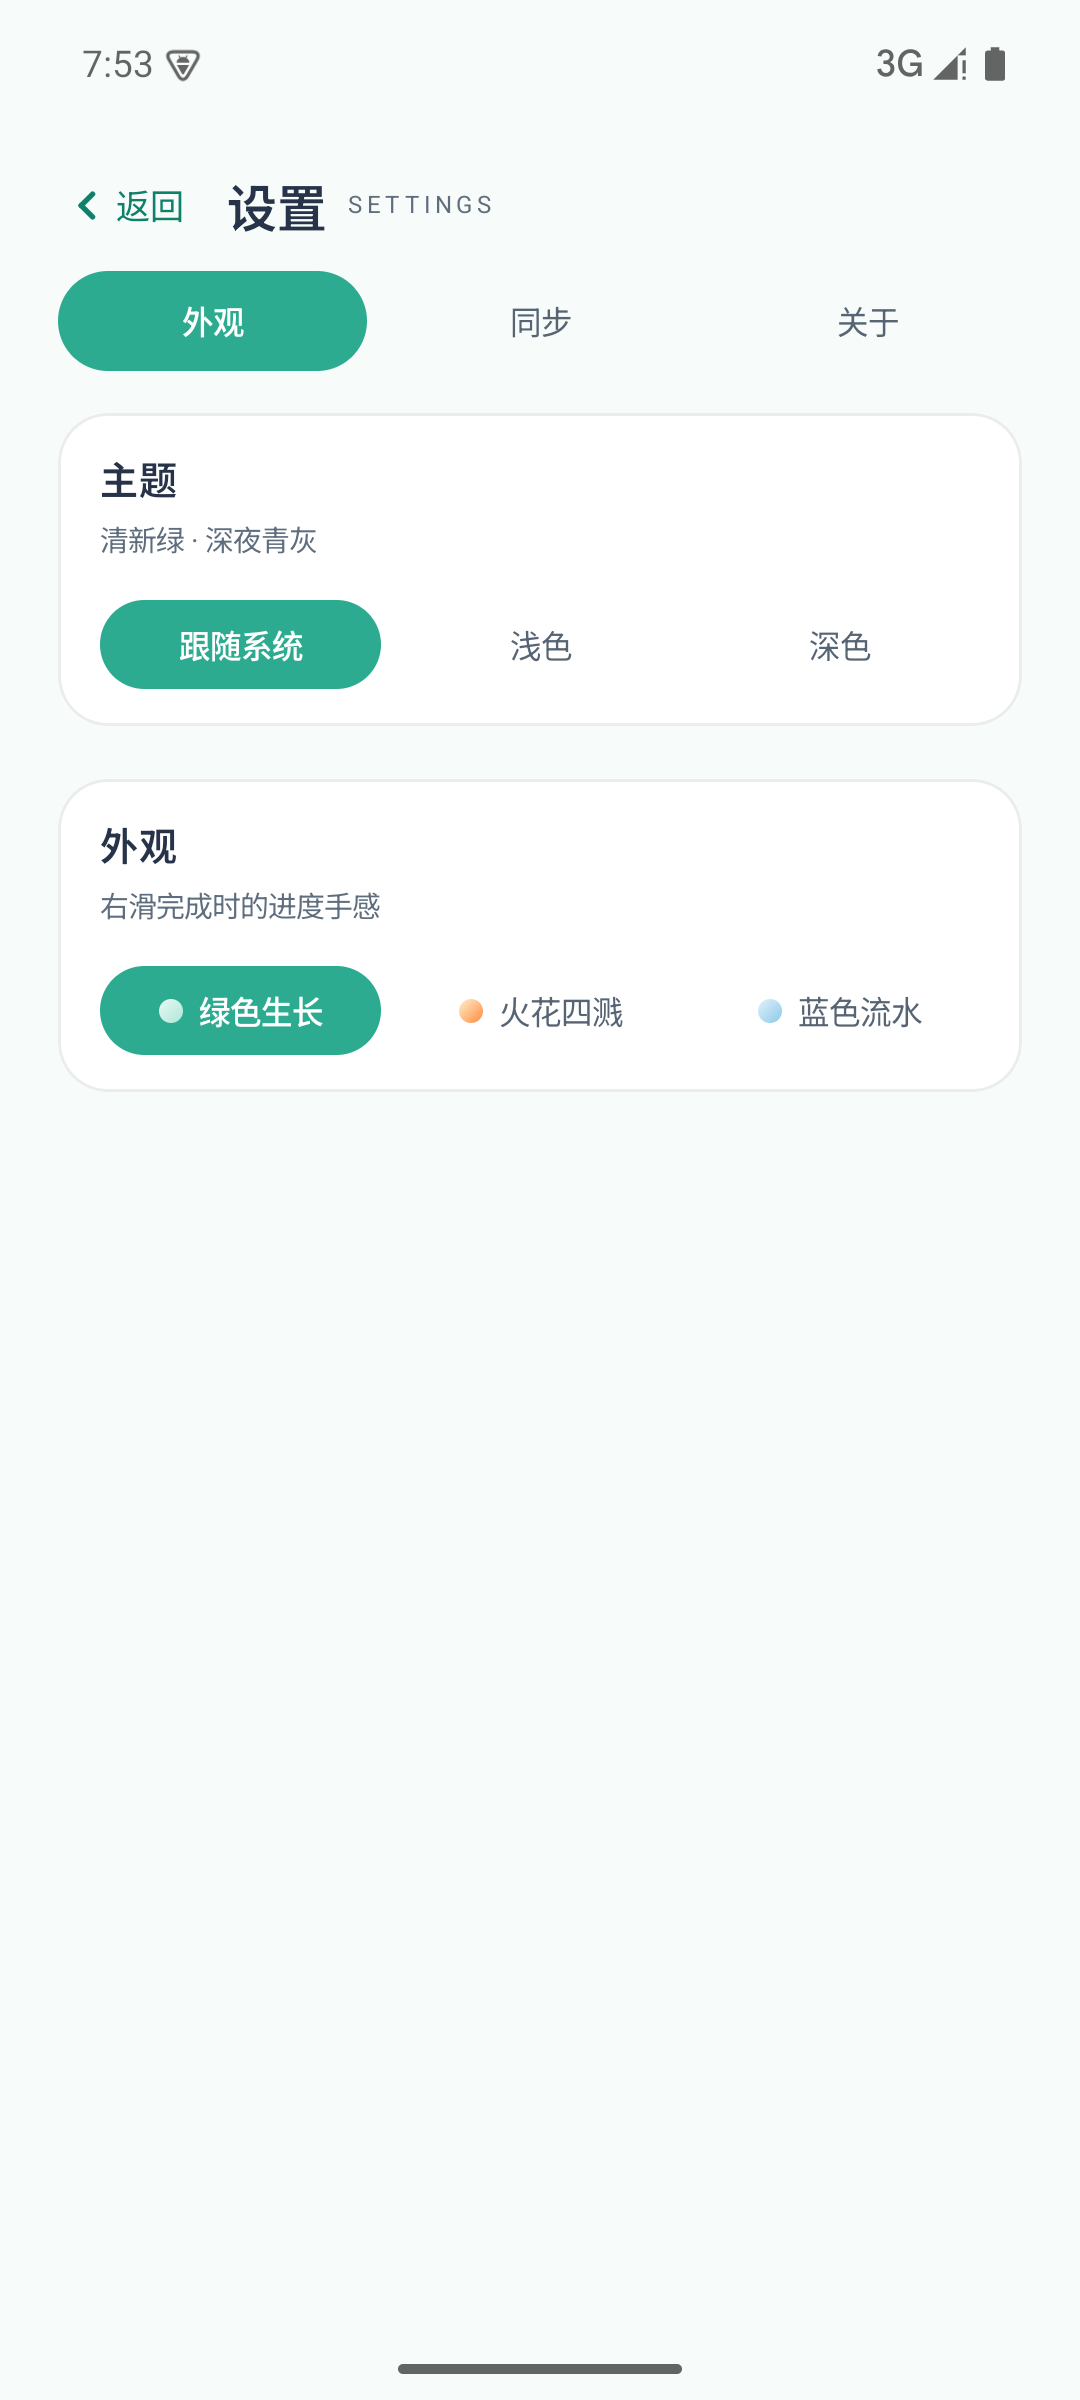 7:53 3G
返回 设置 SETTINGS
外观 同步 关于
主题
清新绿 · 深夜青灰
跟随系统 浅色 深色
外观
右滑完成时的进度手感
绿色生长 火花四溅 蓝色流水